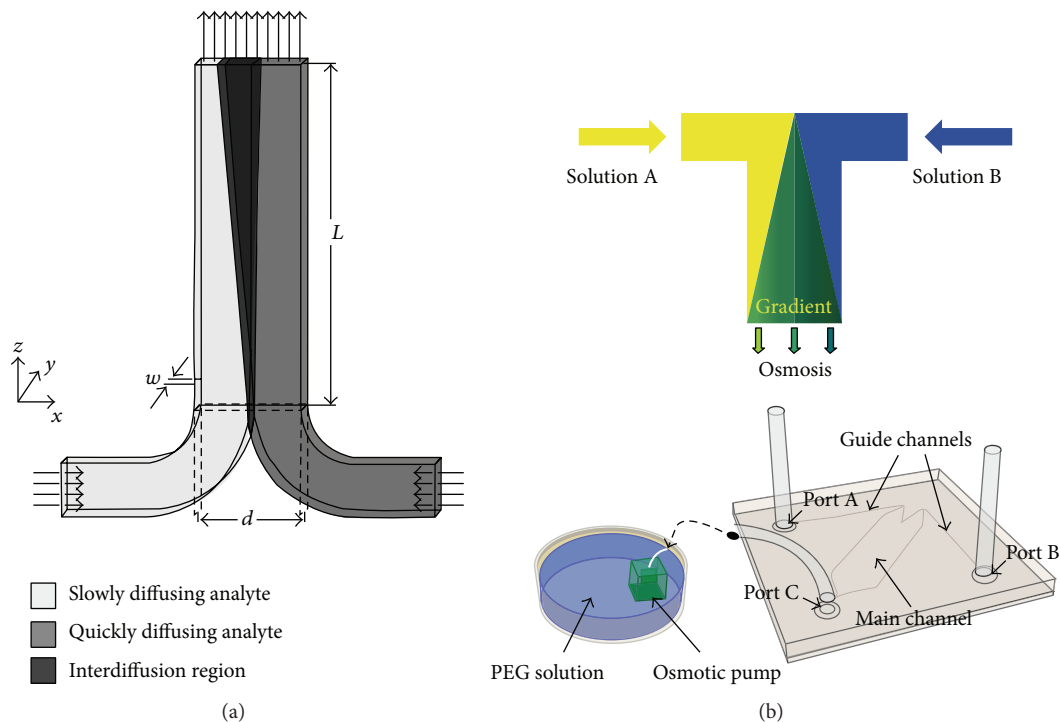 L
z
y
x
w
d
Slowly diffusing analyte
Quickly diffusing analyte
Interdiffusion region
(a)
Solution A
Solution B
Gradient
Osmosis
Guide channels
Port A
Port B
Port C
Main channel
PEG solution
Osmotic pump
(b)